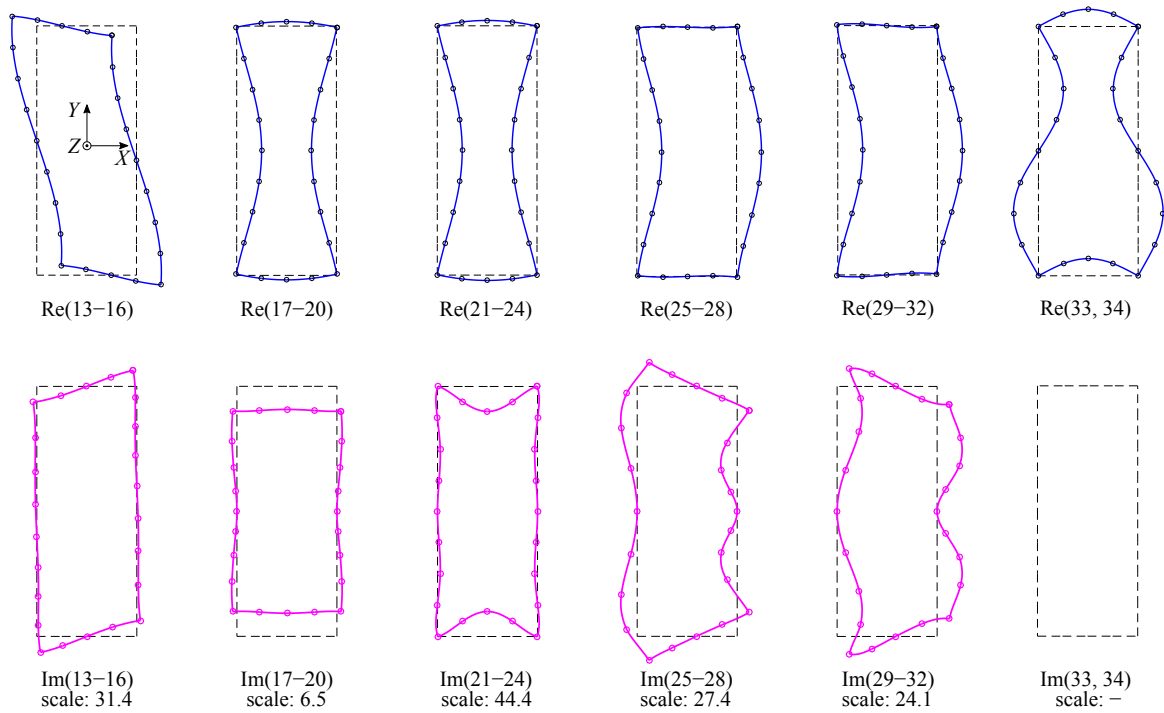 Y
Z X
Re(13−16) Re(17−20) Re(21−24) Re(25−28) Re(29−32) Re(33, 34)
Im(13−16) Im(17−20) Im(21−24) Im(25−28) Im(29−32) Im(33, 34)
scale: 31.4 scale: 6.5 scale: 44.4 scale: 27.4 scale: 24.1 scale: −